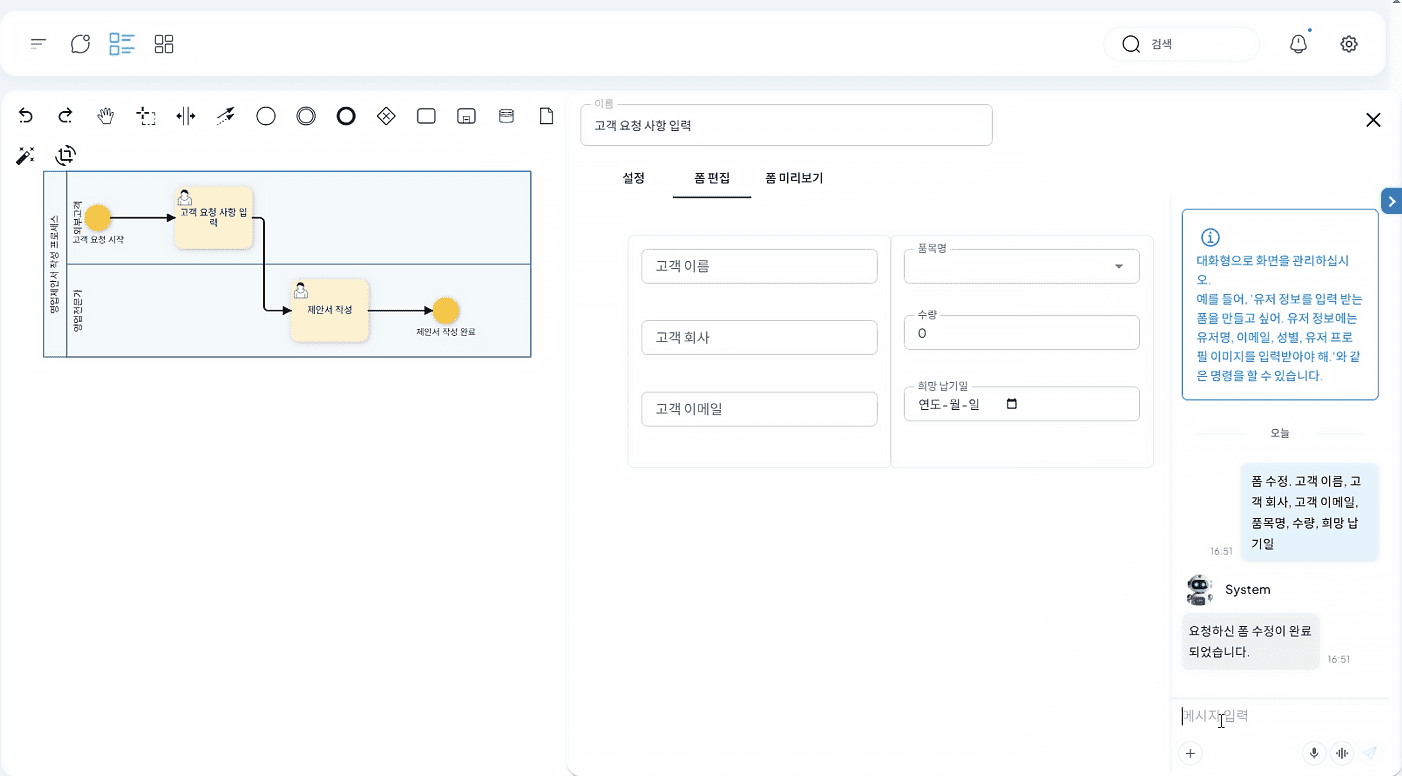 검색
이름
고객 요청 사항 입력
설정
폼 편집
폼 미리보기
영업제안서 작성 프로세스
외부고객
고객 요청 시작
고객 요청 사항 입
력
영업전문가
제안서 작성
제안서 작성 완료
고객 이름
고객 회사
고객 이메일
품목명
수량
0
희망 납기일
연도-월-일
대화형으로 화면을 관리하십시
오.
예를 들어, '유저 정보를 입력 받는
폼을 만들고 싶어. 유저 정보에는
유저명, 이메일, 성별, 유저 프로
필 이미지를 입력받아야 해.'와 같
은 명령을 할 수 있습니다.
오늘
폼 수정. 고객 이름, 고
객 회사, 고객 이메일,
품목명, 수량, 희망 납
기일
16:51
System
요청하신 폼 수정이 완료
되었습니다.
16:51
메시지 입력